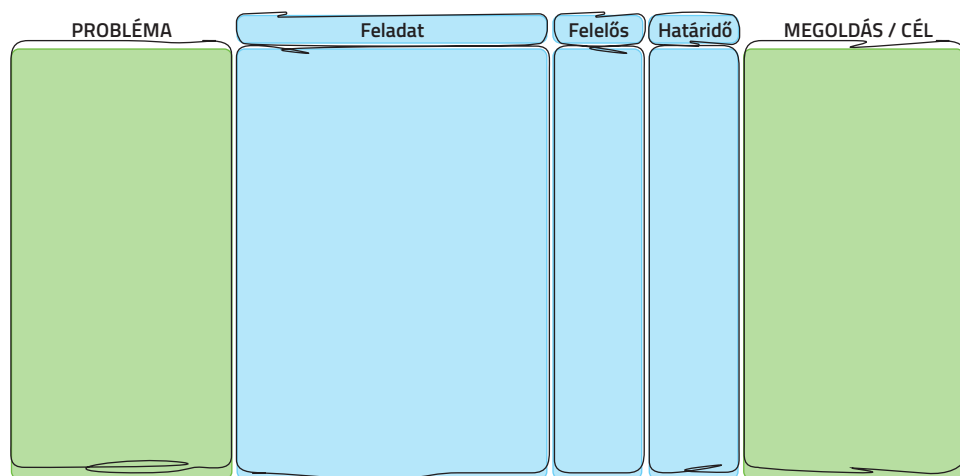 PROBLÉMA
Feladat
Felelős
Határidő
MEGOLDÁS / CÉL